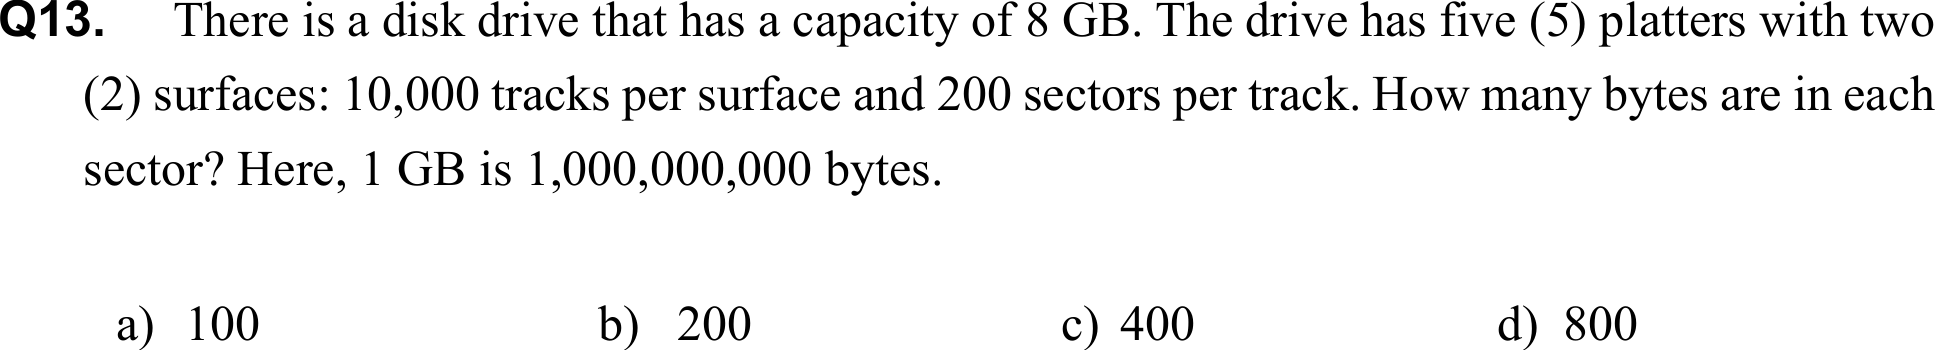 Q13. There is a disk drive that has a capacity of 8 GB. The drive has five (5) platters with two
(2) surfaces: 10,000 tracks per surface and 200 sectors per track. How many bytes are in each
sector? Here, 1 GB is 1,000,000,000 bytes.
a) 100 b) 200 c) 400 d) 800